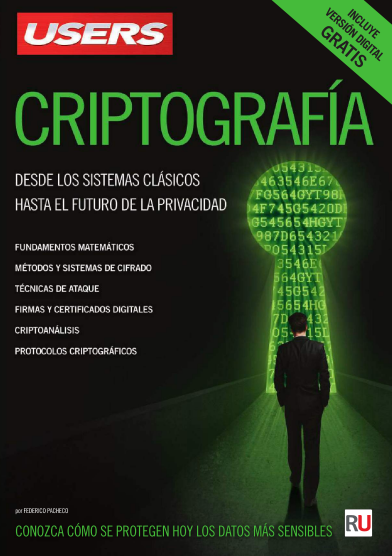 USERS
INCLUYE
VERSIÓN DIGITAL
GRATIS
CRIPTOGRAFÍA
DESDE LOS SISTEMAS CLÁSICOS
HASTA EL FUTURO DE LA PRIVACIDAD
FUNDAMENTOS MATEMÁTICOS
MÉTODOS Y SISTEMAS DE CIFRADO
TÉCNICAS DE ATAQUE
FIRMAS Y CERTIFICADOS DIGITALES
CRIPTOANÁLISIS
PROTOCOLOS CRIPTOGRÁFICOS
por FEDERICO PACHECO
CONOZCA CÓMO SE PROTEGEN HOY LOS DATOS MÁS SENSIBLES
RU